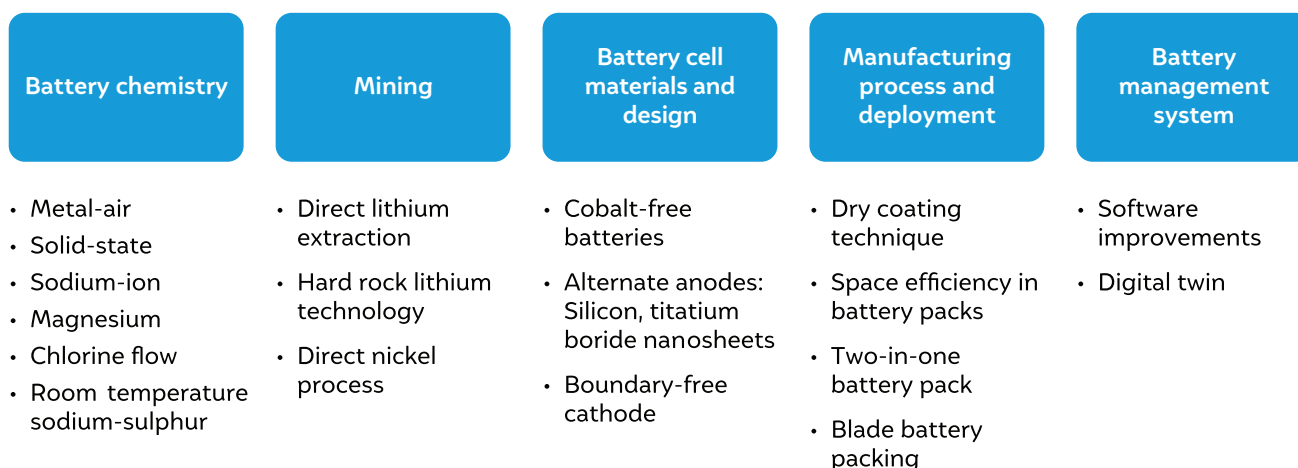 Battery chemistry
• Metal-air
• Solid-state
• Sodium-ion
• Magnesium
• Chlorine flow
• Room temperature
sodium-sulphur
Mining
• Direct lithium
extraction
• Hard rock lithium
technology
• Direct nickel
process
Battery cell
materials and
design
• Cobalt-free
batteries
• Alternate anodes:
Silicon, titatium
boride nanosheets
• Boundary-free
cathode
Manufacturing
process and
deployment
• Dry coating
technique
• Space efficiency in
battery packs
• Two-in-one
battery pack
• Blade battery
packing
Battery
management
system
• Software
improvements
• Digital twin